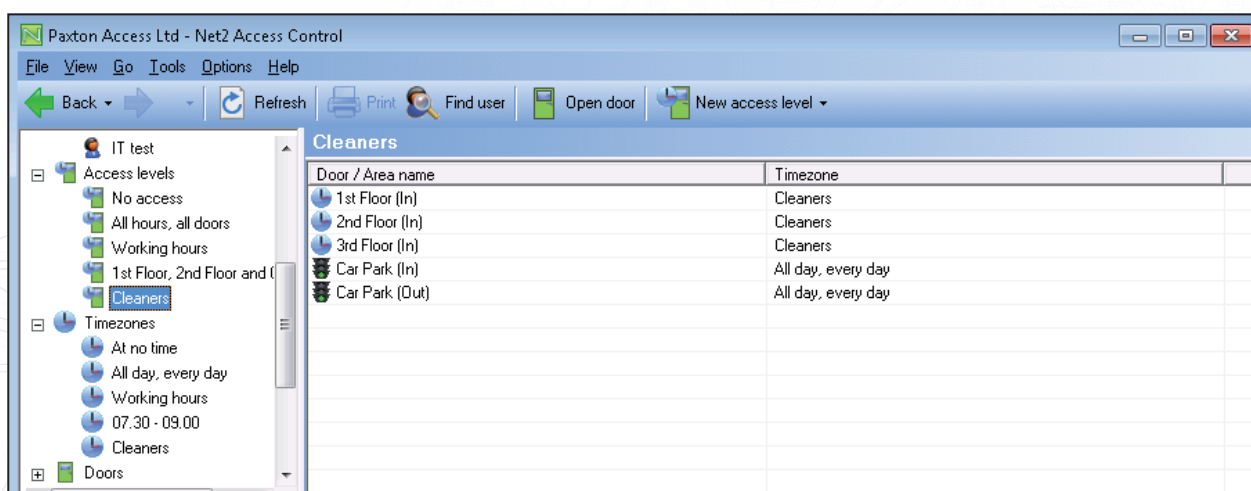 Paxton Access Ltd - Net2 Access Control
File View Go Tools Options Help
Back Refresh Print Find user Open door New access level
IT test
Access levels
No access
All hours, all doors
Working hours
1st Floor, 2nd Floor and
Cleaners
Timezones
At no time
All day, every day
Working hours
07.30 - 09.00
Cleaners
Doors
Cleaners
Door / Area name Timezone
1st Floor (In) Cleaners
2nd Floor (In) Cleaners
3rd Floor (In) Cleaners
Car Park (In) All day, every day
Car Park (Out) All day, every day